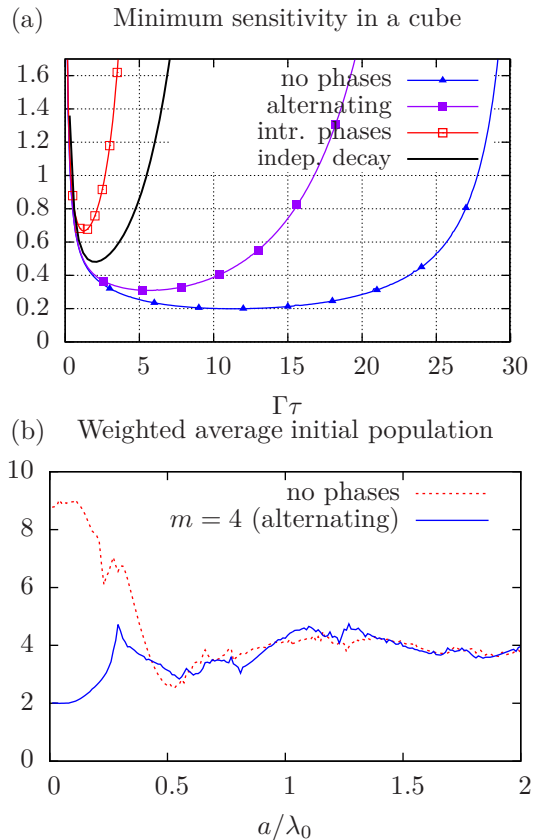 (a) Minimum sensitivity in a cube
1.6
1.4
1.2
1
0.8
0.6
0.4
0.2
0
no phases
alternating
intr. phases
indep. decay
0 5 10 15 20 25 30
Γτ
(b) Weighted average initial population
10
8
6
4
2
0
no phases
m = 4 (alternating)
0 0.5 1 1.5 2
a/λ₀